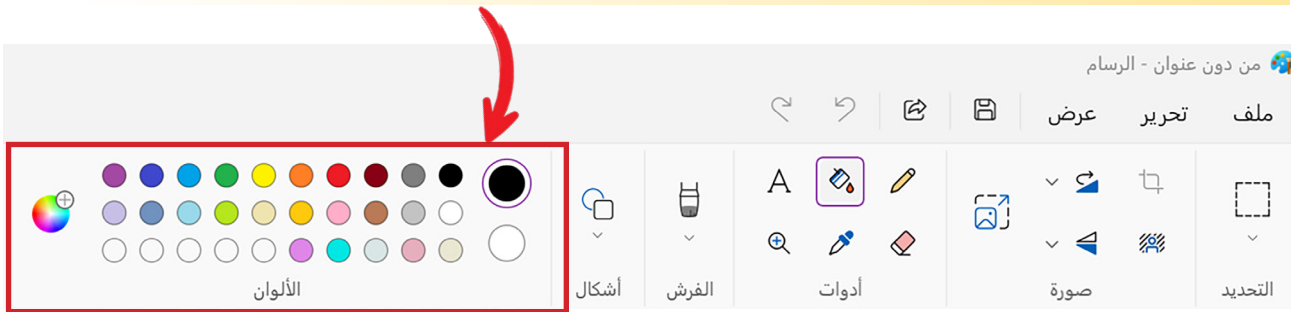 من دون عنوان - الرسام
ملف تحرير عرض
A
التحديد صورة أدوات الفرش أشكال الألوان